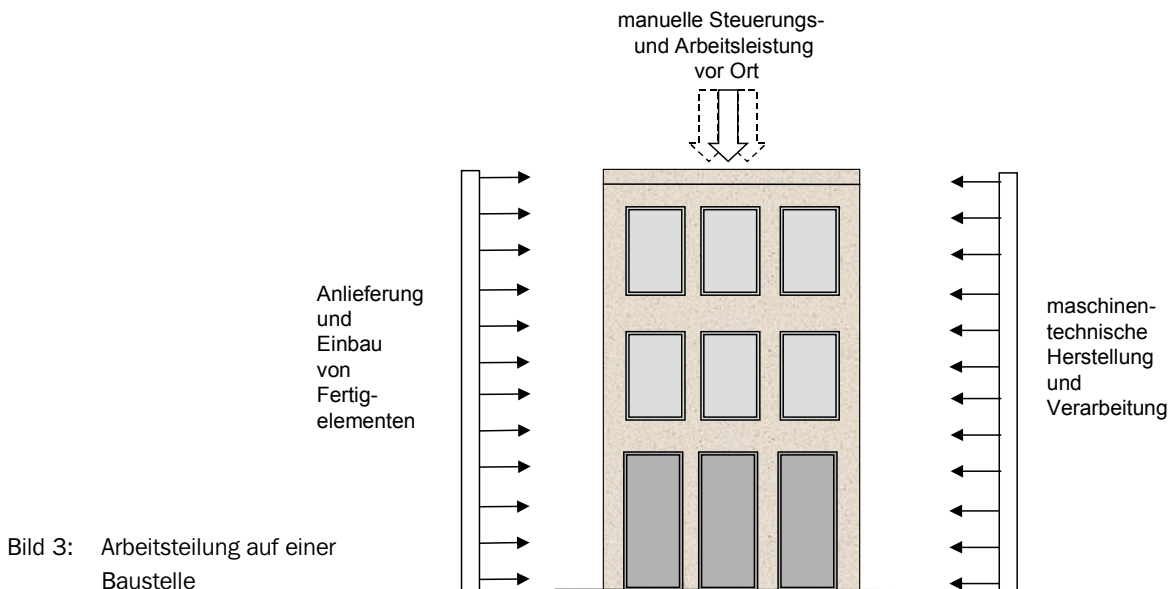 manuelle Steuerungs-
und Arbeitsleistung
vor Ort
Anlieferung
und
Einbau
von
Fertig-
elementen
maschinen-
technische
Herstellung
und
Verarbeitung
Bild 3: Arbeitsteilung auf einer
Baustelle